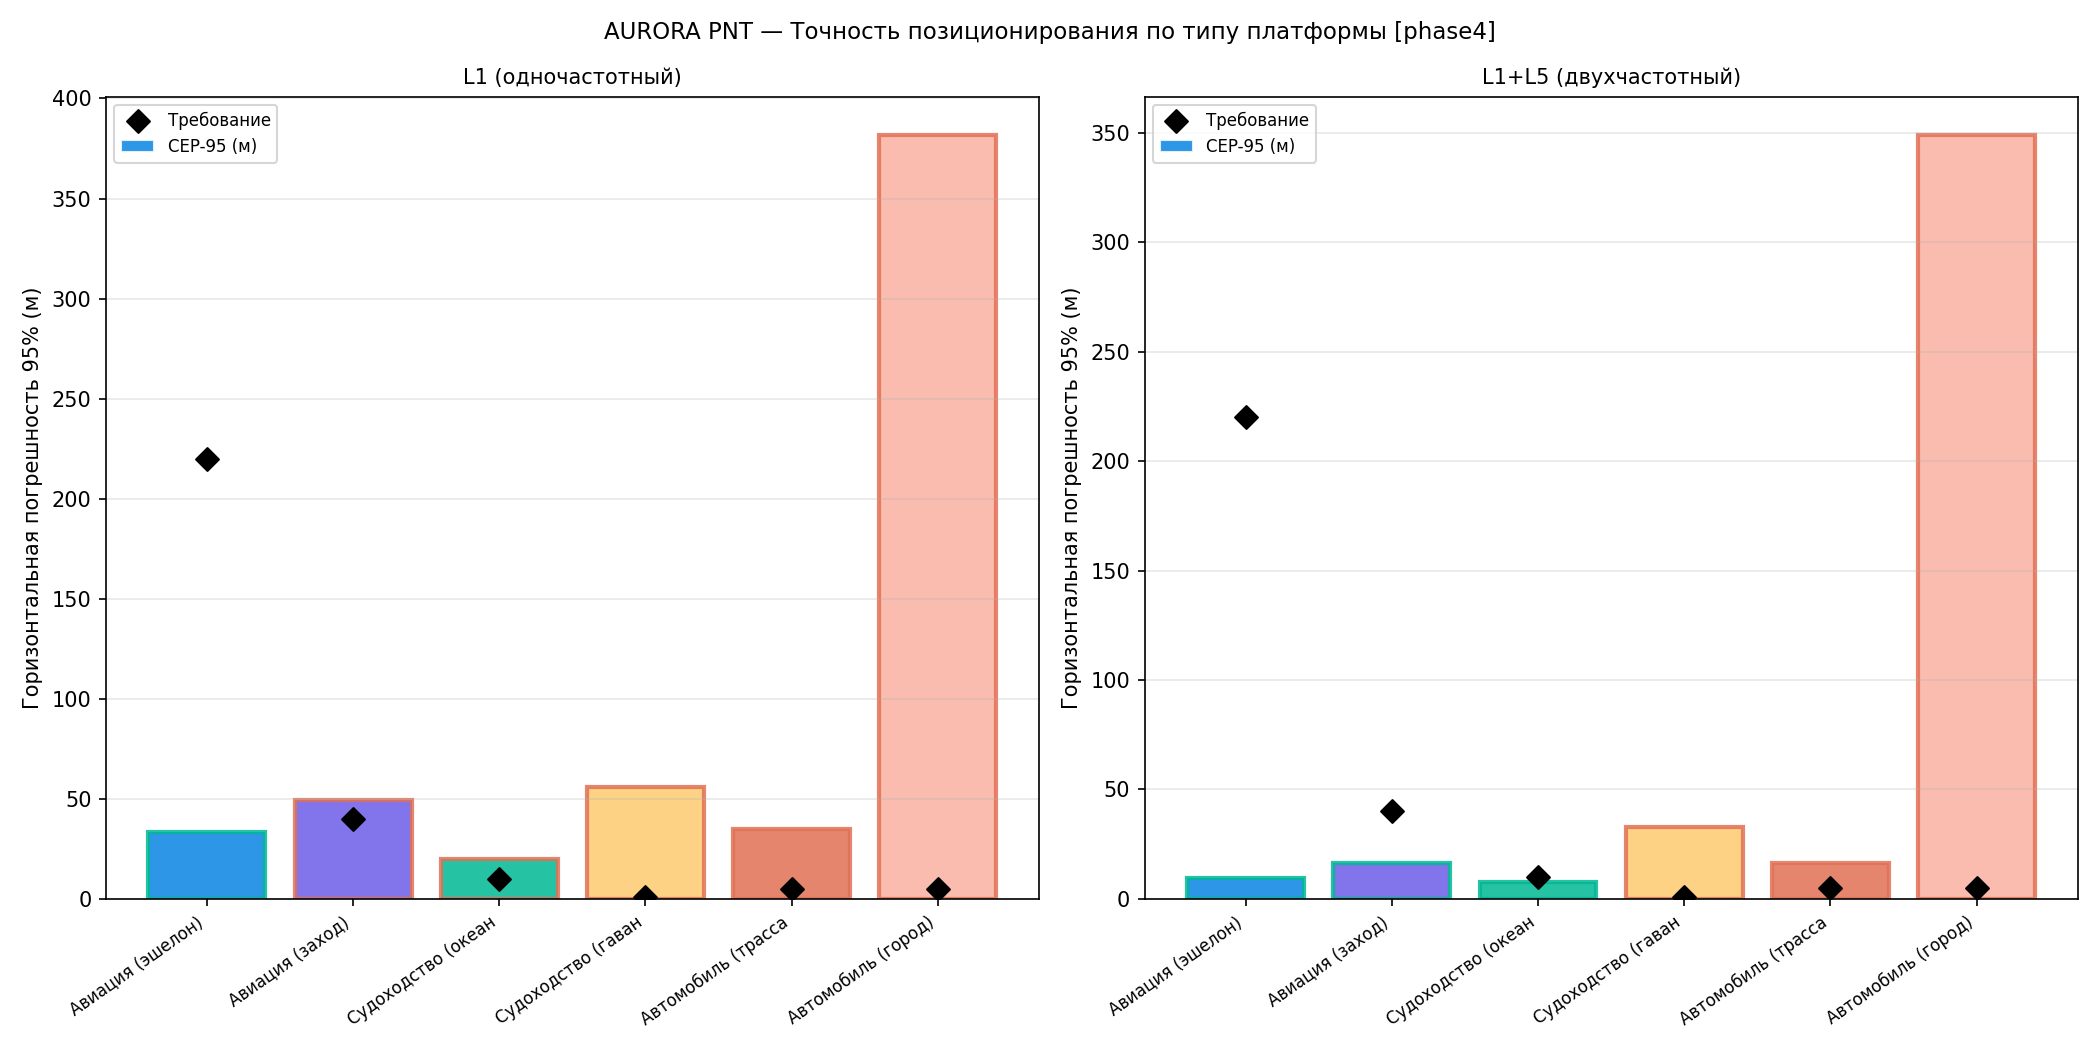 AURORA PNT — Точность позиционирования по типу платформы [phase4]
L1 (одночастотный)
Требование
CEP-95 (м)
Горизонтальная погрешность 95% (м)
400
350
300
250
200
150
100
50
0
Авиация (эшелон)
Авиация (заход)
Судоходство (океан
Судоходство (гаван
Автомобиль (трасса
Автомобиль (город)
L1+L5 (двухчастотный)
Требование
CEP-95 (м)
Горизонтальная погрешность 95% (м)
350
300
250
200
150
100
50
0
Авиация (эшелон)
Авиация (заход)
Судоходство (океан
Судоходство (гаван
Автомобиль (трасса
Автомобиль (город)